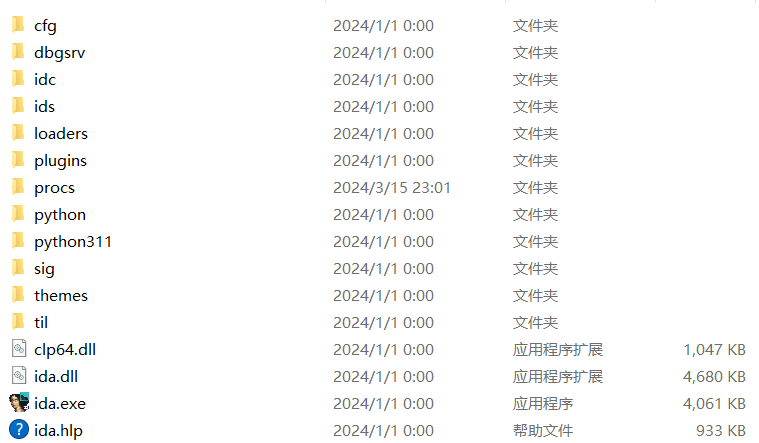 cfg 2024/1/1 0:00 文件夹
dbgsrv 2024/1/1 0:00 文件夹
idc 2024/1/1 0:00 文件夹
ids 2024/1/1 0:00 文件夹
loaders 2024/1/1 0:00 文件夹
plugins 2024/1/1 0:00 文件夹
procs 2024/3/15 23:01 文件夹
python 2024/1/1 0:00 文件夹
python311 2024/1/1 0:00 文件夹
sig 2024/1/1 0:00 文件夹
themes 2024/1/1 0:00 文件夹
til 2024/1/1 0:00 文件夹
clp64.dll 2024/1/1 0:00 应用程序扩展 1,047 KB
ida.dll 2024/1/1 0:00 应用程序扩展 4,680 KB
ida.exe 2024/1/1 0:00 应用程序 4,061 KB
ida.hlp 2024/1/1 0:00 帮助文件 933 KB